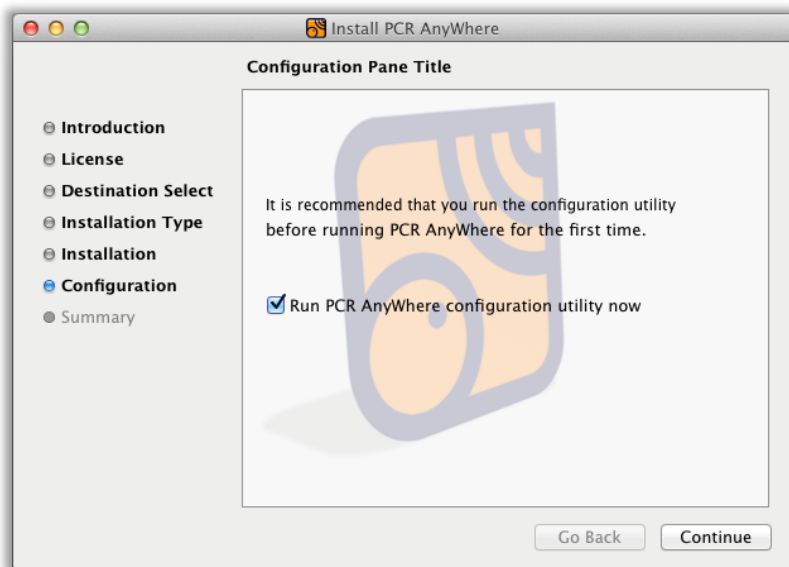 Install PCR AnyWhere
Configuration Pane Title
Introduction
License
Destination Select
Installation Type
Installation
Configuration
Summary
It is recommended that you run the configuration utility
before running PCR AnyWhere for the first time.
Run PCR AnyWhere configuration utility now
Go Back
Continue